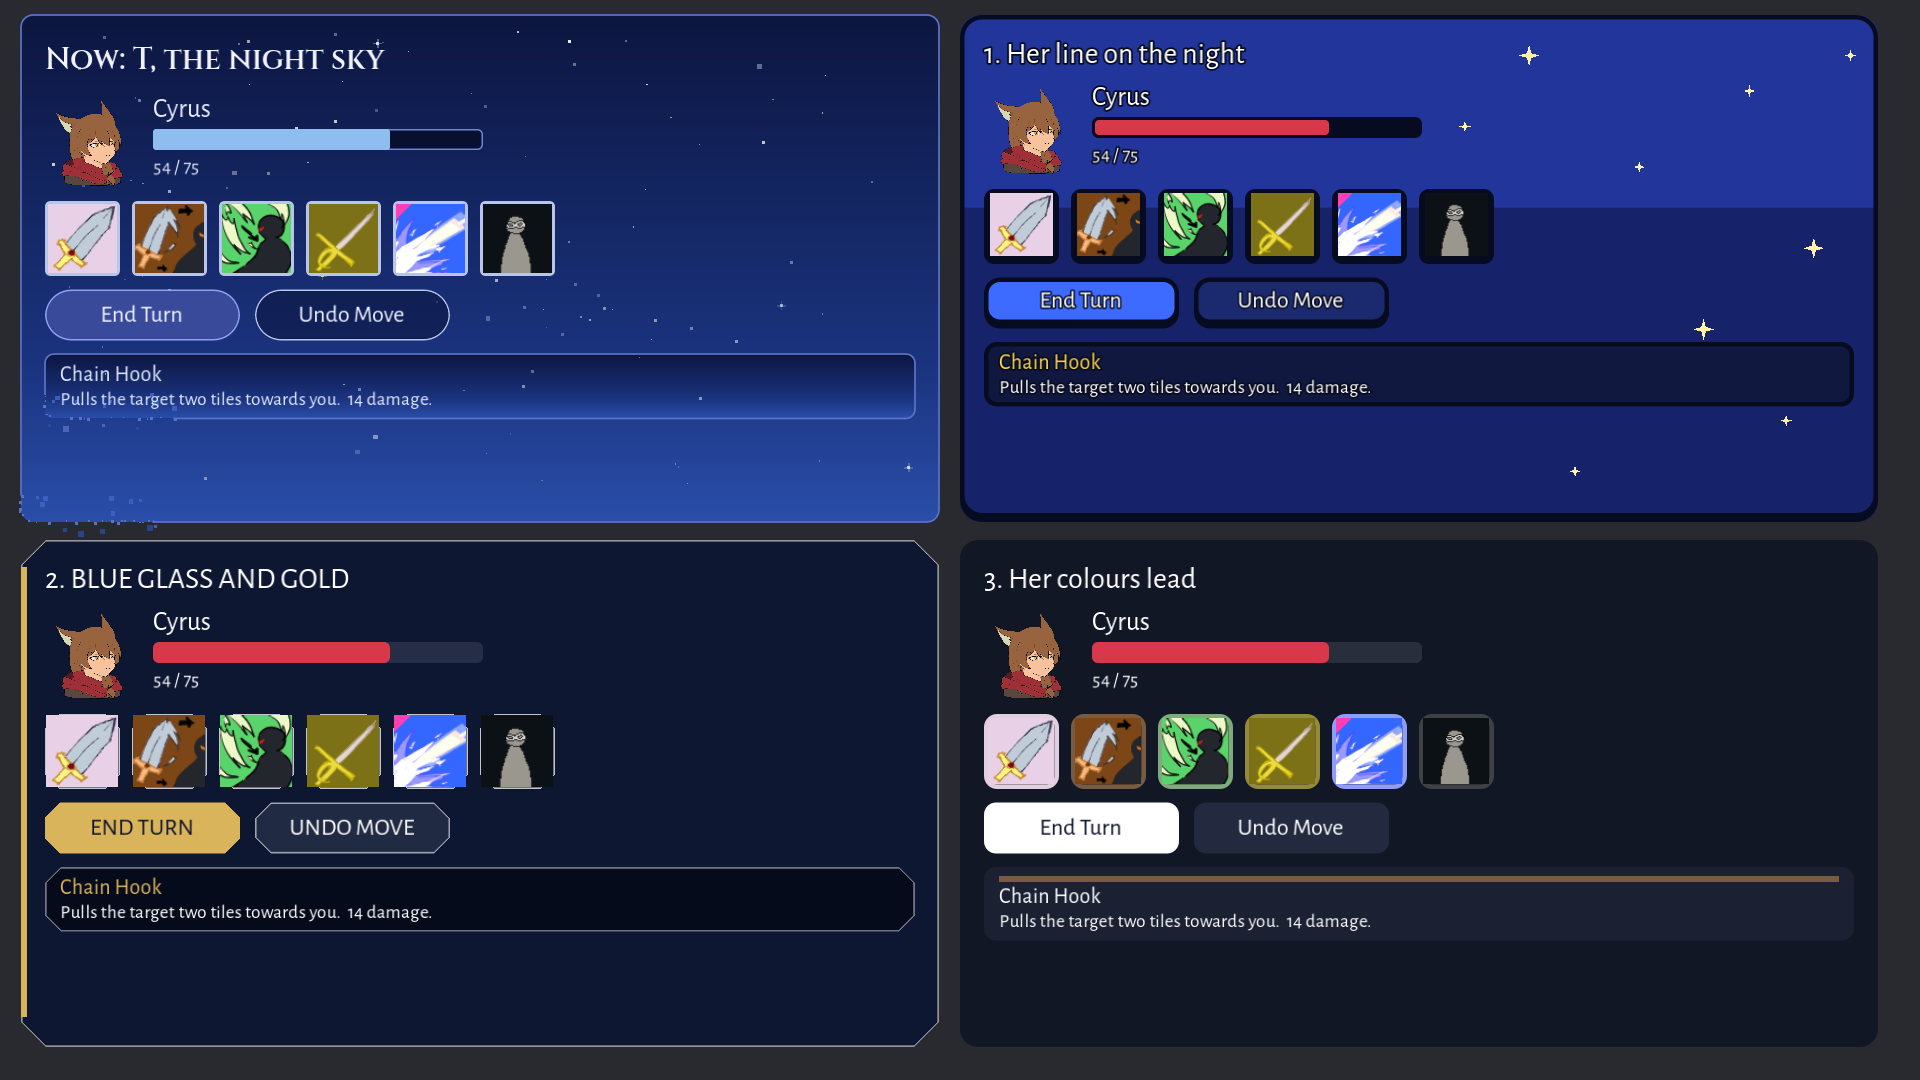 Now: T, the night sky
Cyrus
54 / 75
End Turn
Undo Move
Chain Hook
Pulls the target two tiles towards you. 14 damage.
1. Her line on the night
Cyrus
54 / 75
End Turn
Undo Move
Chain Hook
Pulls the target two tiles towards you. 14 damage.
2. BLUE GLASS AND GOLD
Cyrus
54 / 75
END TURN
UNDO MOVE
Chain Hook
Pulls the target two tiles towards you. 14 damage.
3. Her colours lead
Cyrus
54 / 75
End Turn
Undo Move
Chain Hook
Pulls the target two tiles towards you. 14 damage.